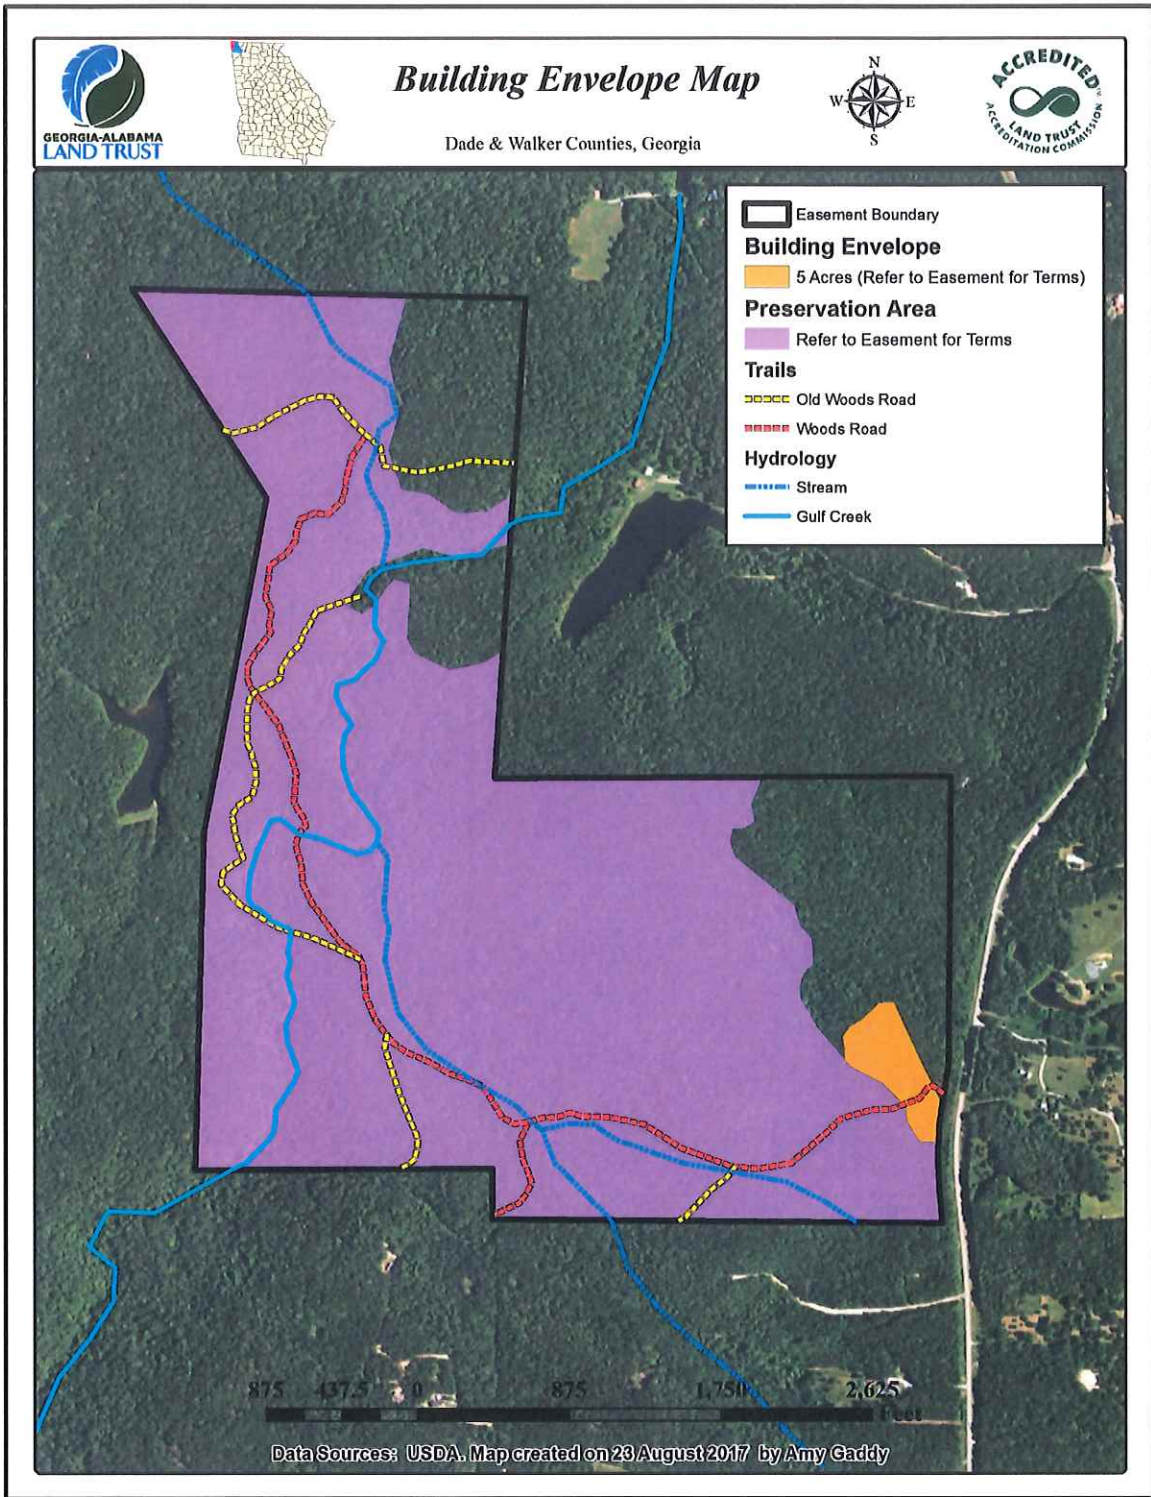 GEORGIA-ALABAMA
LAND TRUST
Building Envelope Map
Dade & Walker Counties, Georgia
N
W
E
S
ACCREDITED
LAND TRUST
ACCREDITATION COMMISSION
Easement Boundary
Building Envelope
5 Acres (Refer to Easement for Terms)
Preservation Area
Refer to Easement for Terms
Trails
Old Woods Road
Woods Road
Hydrology
Stream
Gulf Creek
875 437.5 0 875 1,750 2,625
Feet
Data Sources: USDA. Map created on 23 August 2017 by Amy Gaddy